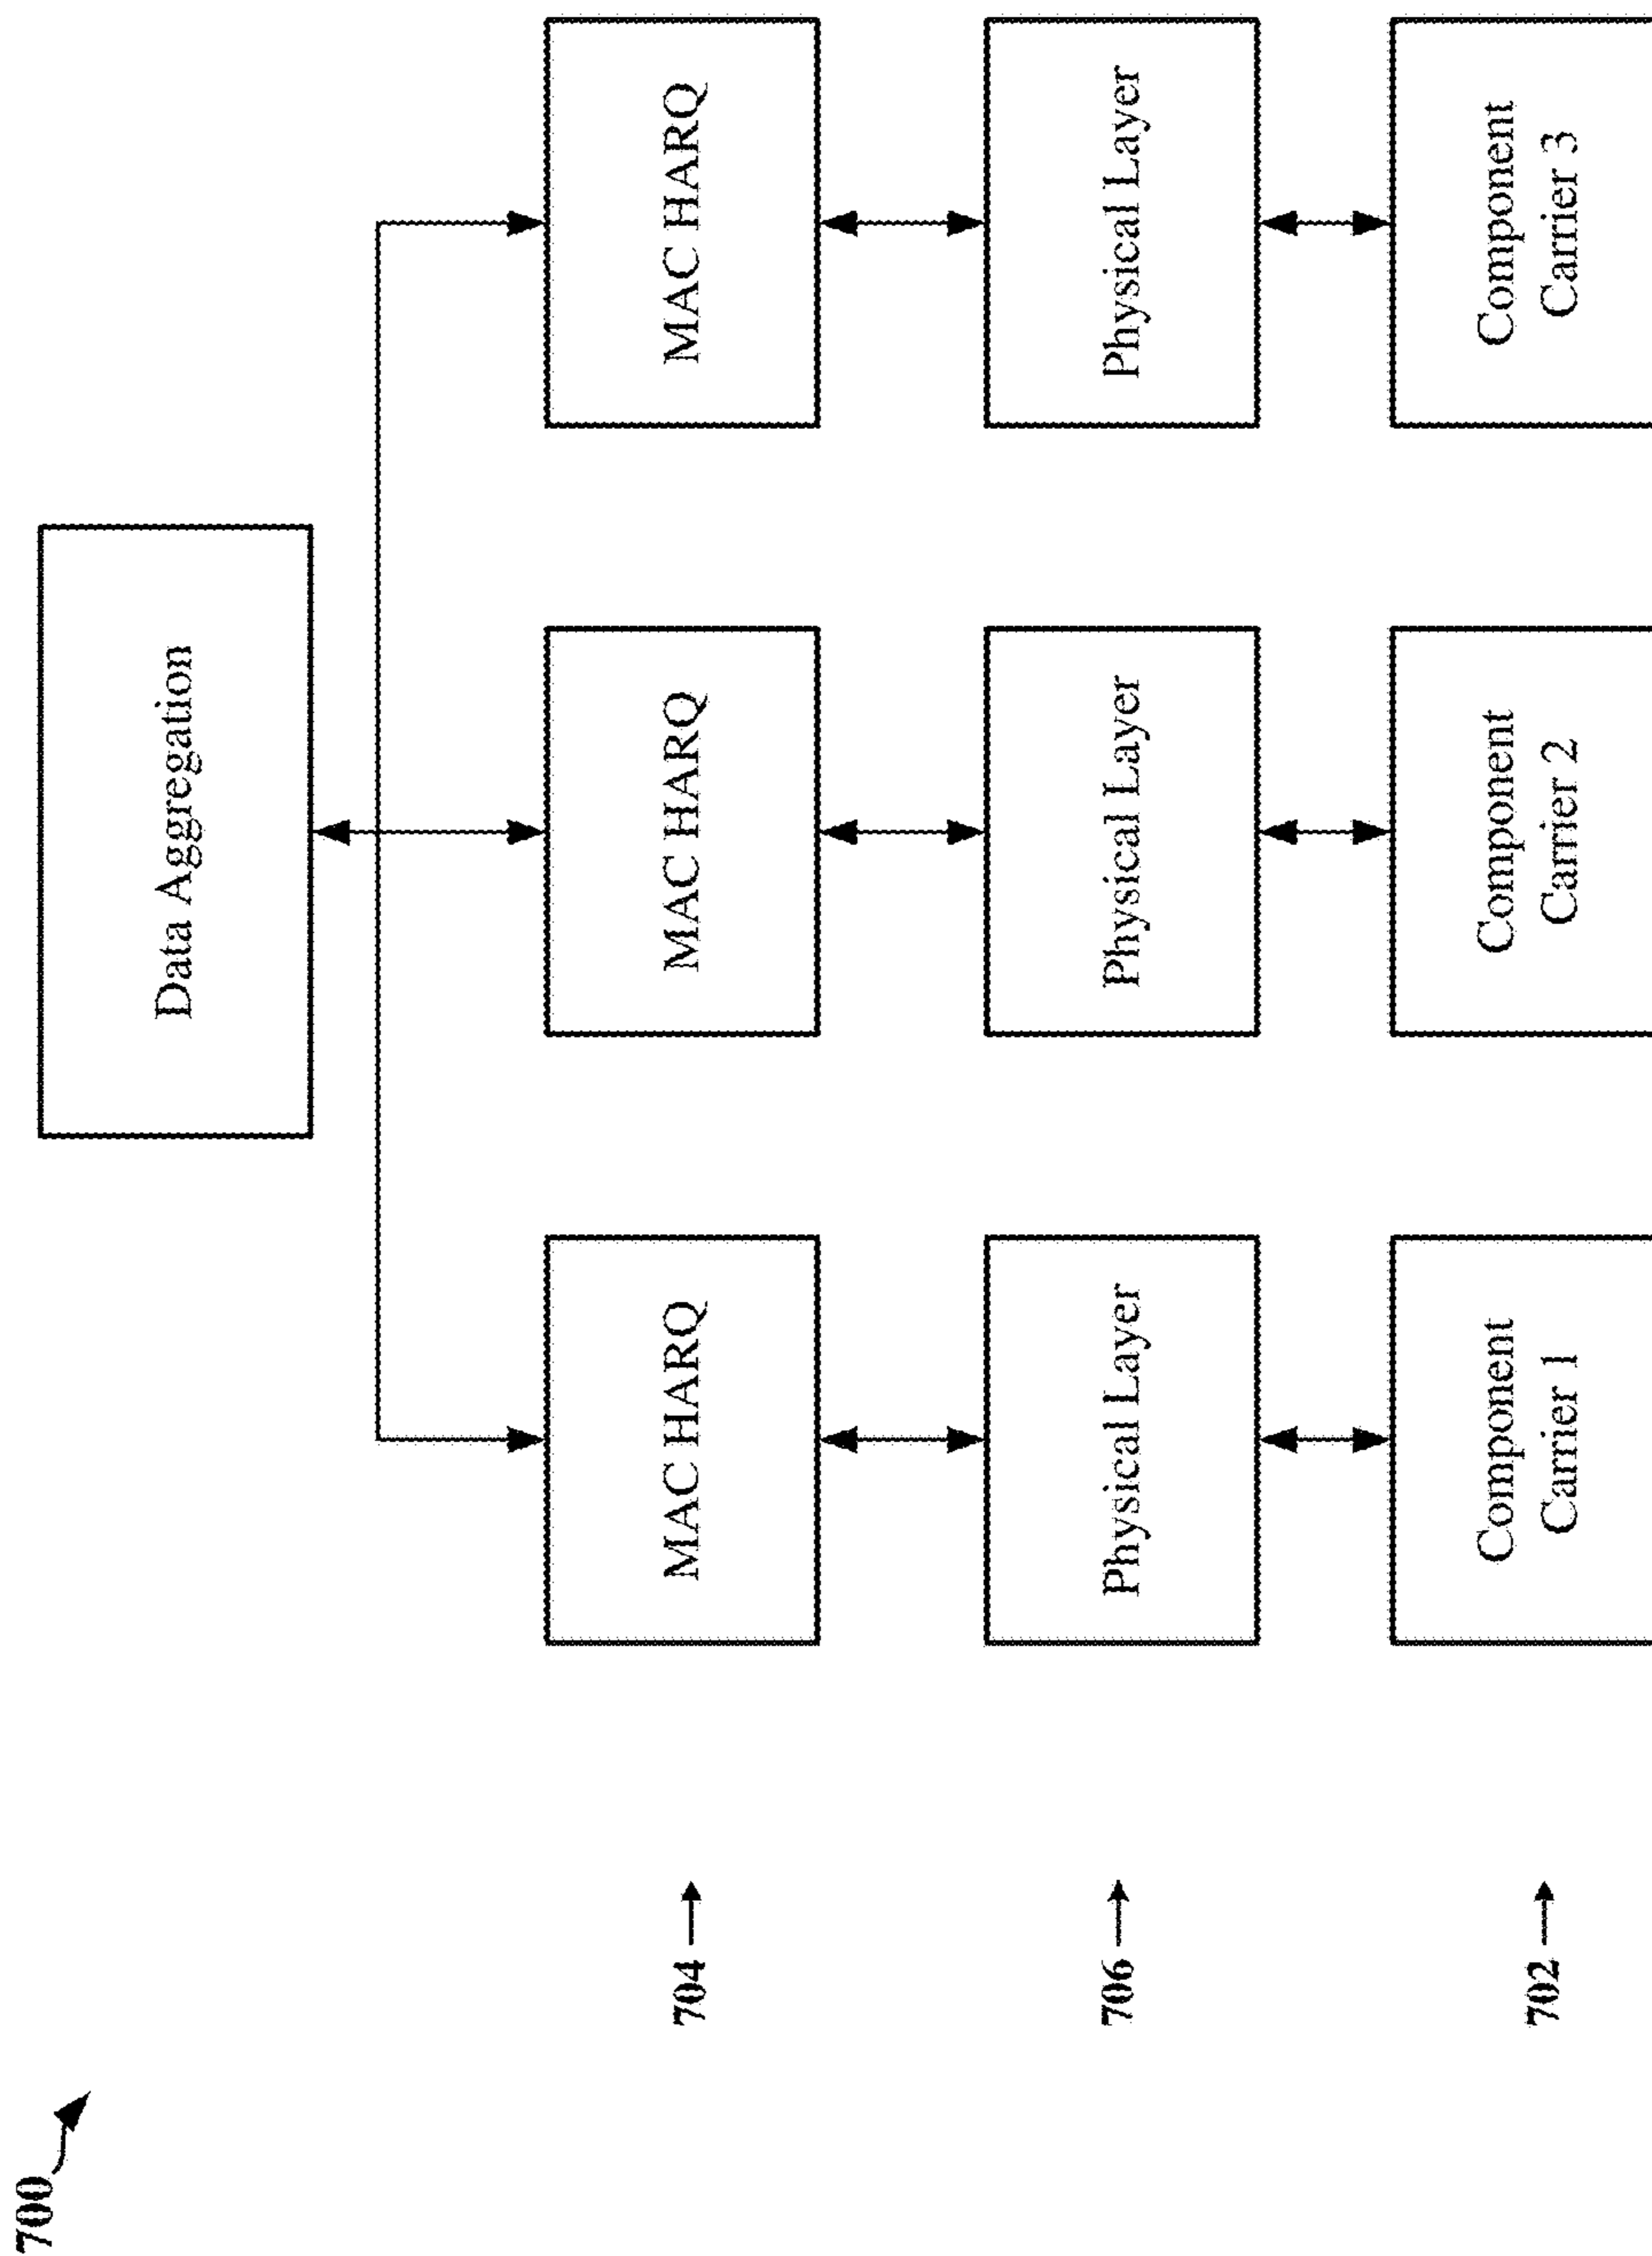 700
Data Aggregation
704
MAC HARQ
MAC HARQ
MAC HARQ
706
Physical Layer
Physical Layer
Physical Layer
702
Component
Carrier 1
Component
Carrier 2
Component
Carrier 3